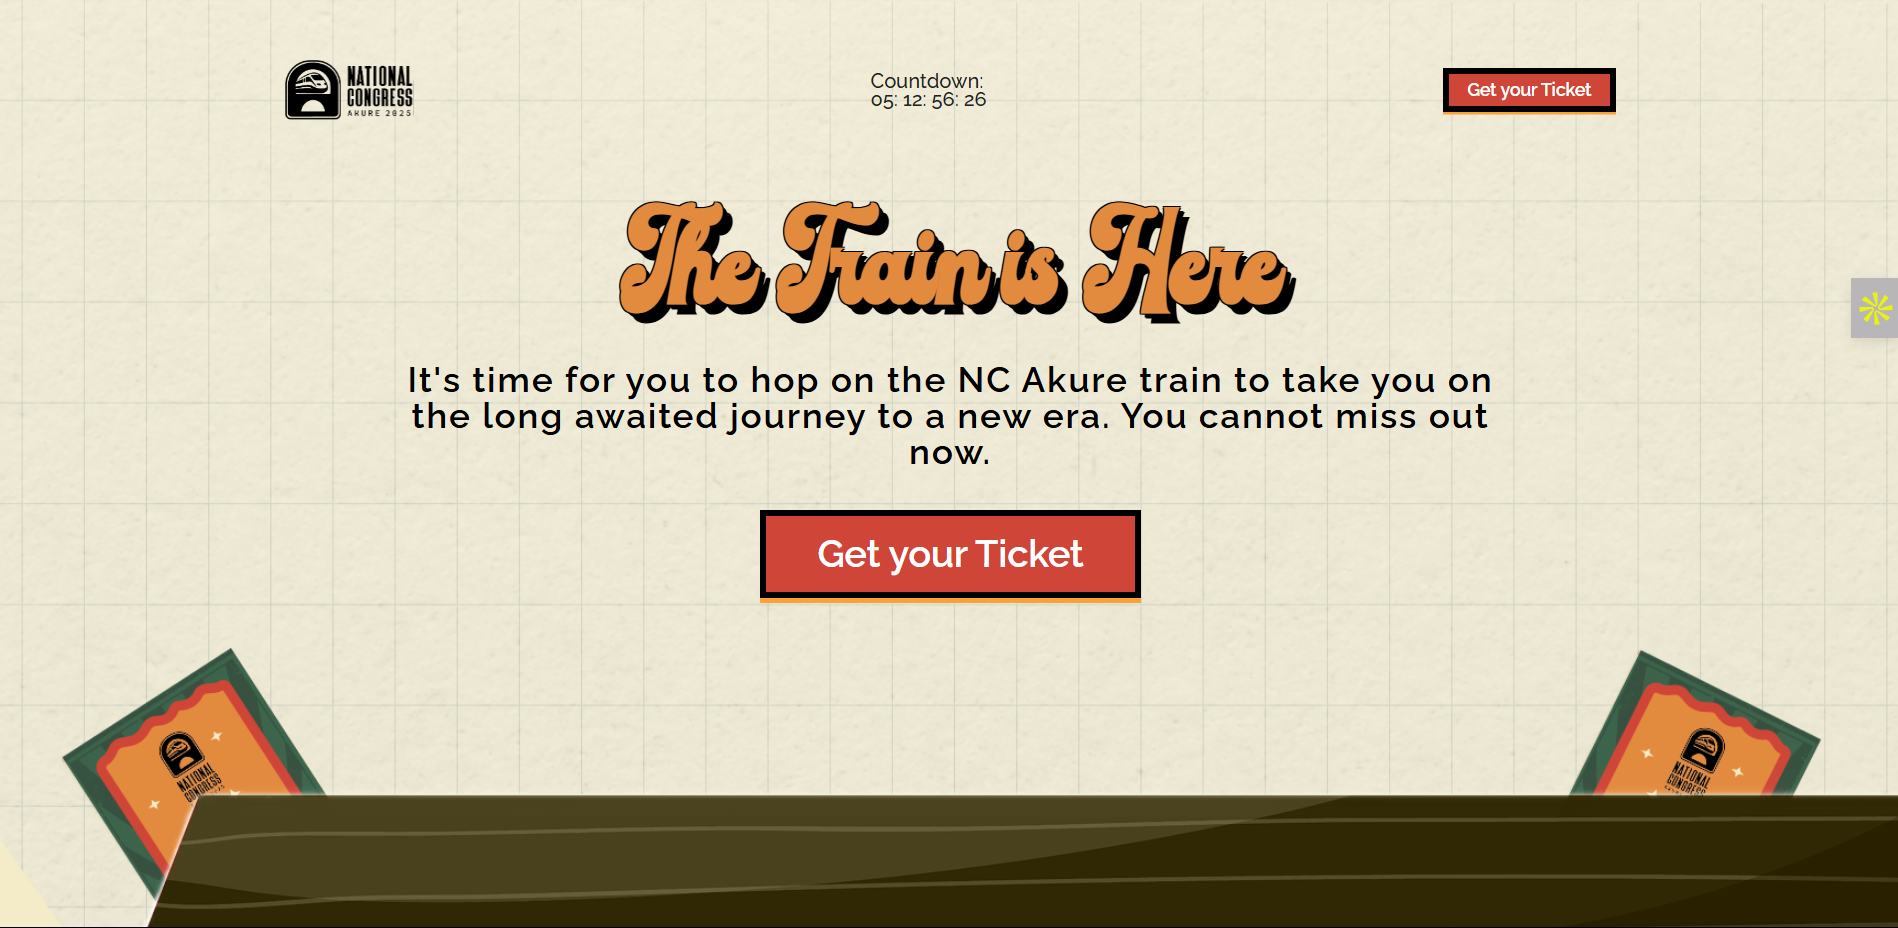 NATIONAL
CONGRESS
AKURE 2025
Countdown:
05: 12: 56: 26
Get your Ticket
The Train is Here
It's time for you to hop on the NC Akure train to take you on
the long awaited journey to a new era. You cannot miss out
now.
Get your Ticket
NATIONAL
CONGRESS
NATIONAL
CONGRESS